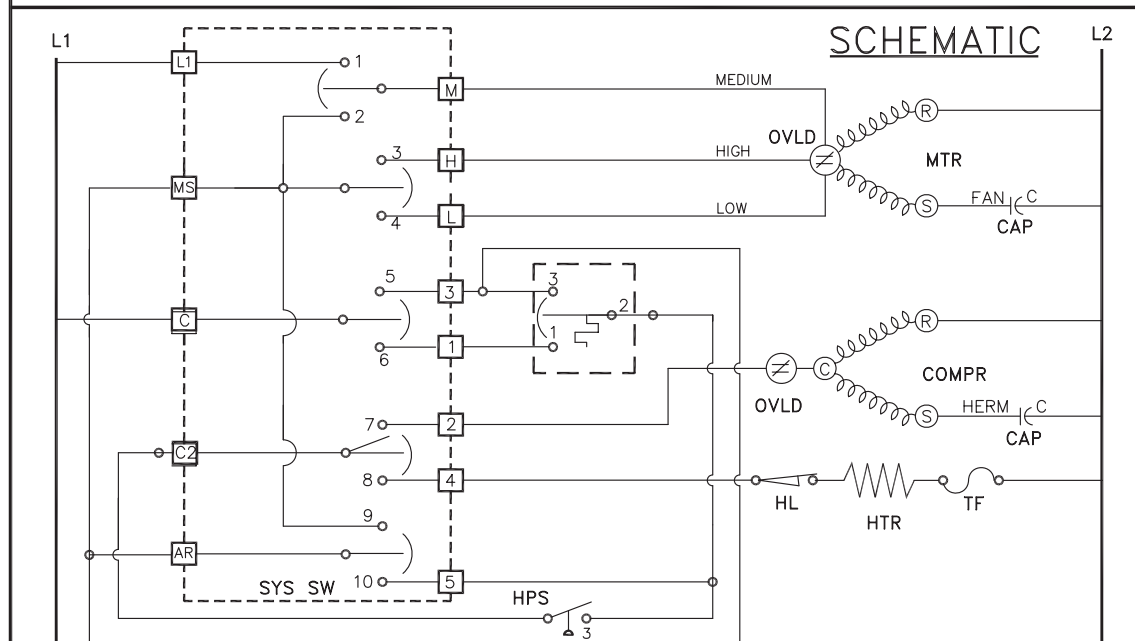 SCHEMATIC
L1
L2
L1
1
M
MEDIUM
2
R
OVLD
3
H
HIGH
MTR
MS
4
L
LOW
S
FAN
C
CAP
5
3
3
2
C
6
1
1
R
COMPR
C
OVLD
7
2
S
HERM
C
CAP
C2
8
4
HL
HTR
TF
9
AR
10
5
SYS SW
HPS
3